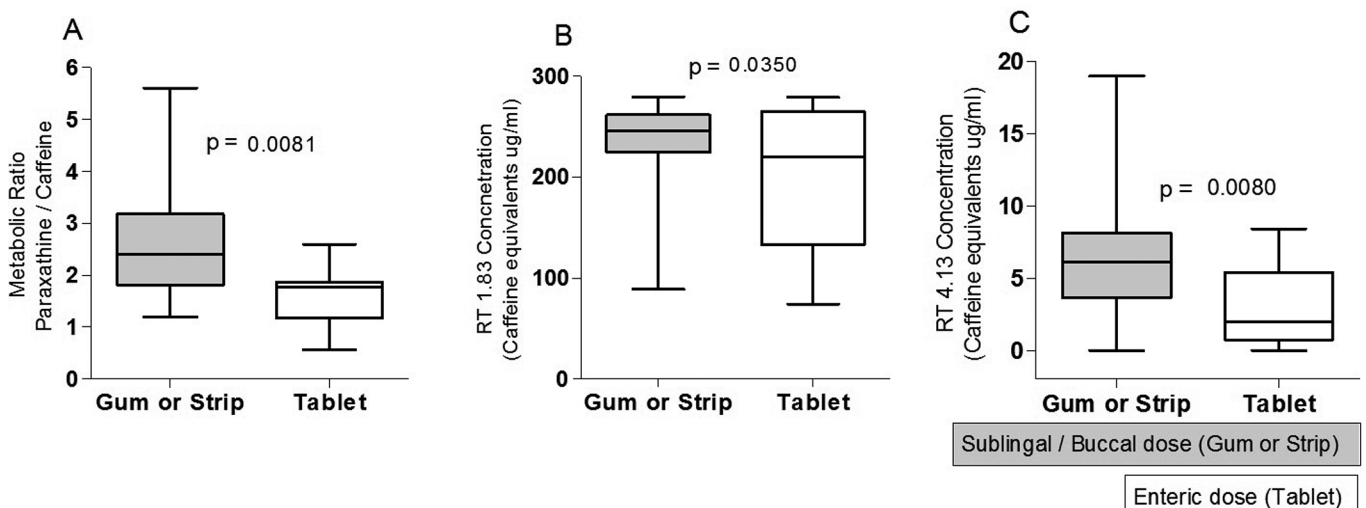 A
6
5
4
3
2
1
0
Metabolic Ratio
Paraxathine / Caffeine
p = 0.0081
Gum or Strip
Tablet
B
300
200
100
0
RT 1.83 Concnetration
(Caffeine equivalents ug/ml)
p = 0.0350
Gum or Strip
Tablet
C
20
15
10
5
0
RT 4.13 Concentration
(Caffeine equivalents ug/ml)
p = 0.0080
Gum or Strip
Tablet
Sublingal / Buccal dose (Gum or Strip)
Enteric dose (Tablet)